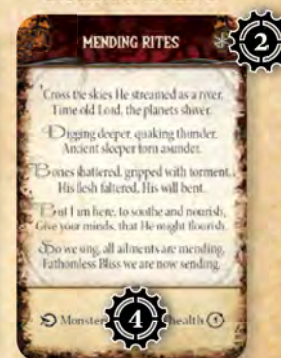 MENDING RITES
2
'Cross the skies He streamed as a river,
Time old Lord, the planets shiver.
Digging deeper, quaking thunder,
Ancient sleeper torn asunder.
Bones shattered, gripped with torment,
His flesh faltered, His will bent.
But I am here, to soothe and nourish,
Give your minds, that He might flourish.
So we sing, all ailments are mending,
Fathomless Bliss we are now sending.
Monster 4 health